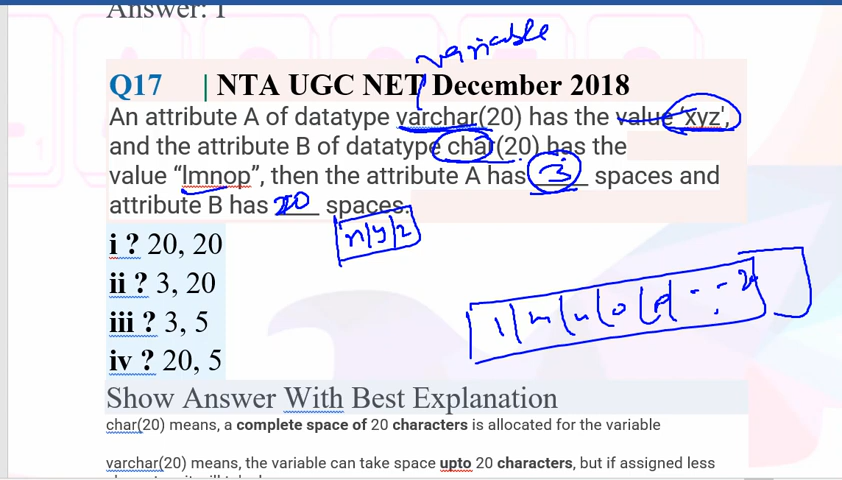 Answer: 1
variable
Q17 | NTA UGC NET December 2018
An attribute A of datatype varchar(20) has the value 'xyz',
and the attribute B of datatype char(20) has the
value “lmnop”, then the attribute A has 3 spaces and
attribute B has 20 spaces.
x|y|z
i ? 20, 20
ii ? 3, 20
l|m|n|o|p| - - 20
iii ? 3, 5
iv ? 20, 5
Show Answer With Best Explanation
char(20) means, a complete space of 20 characters is allocated for the variable
varchar(20) means, the variable can take space upto 20 characters, but if assigned less